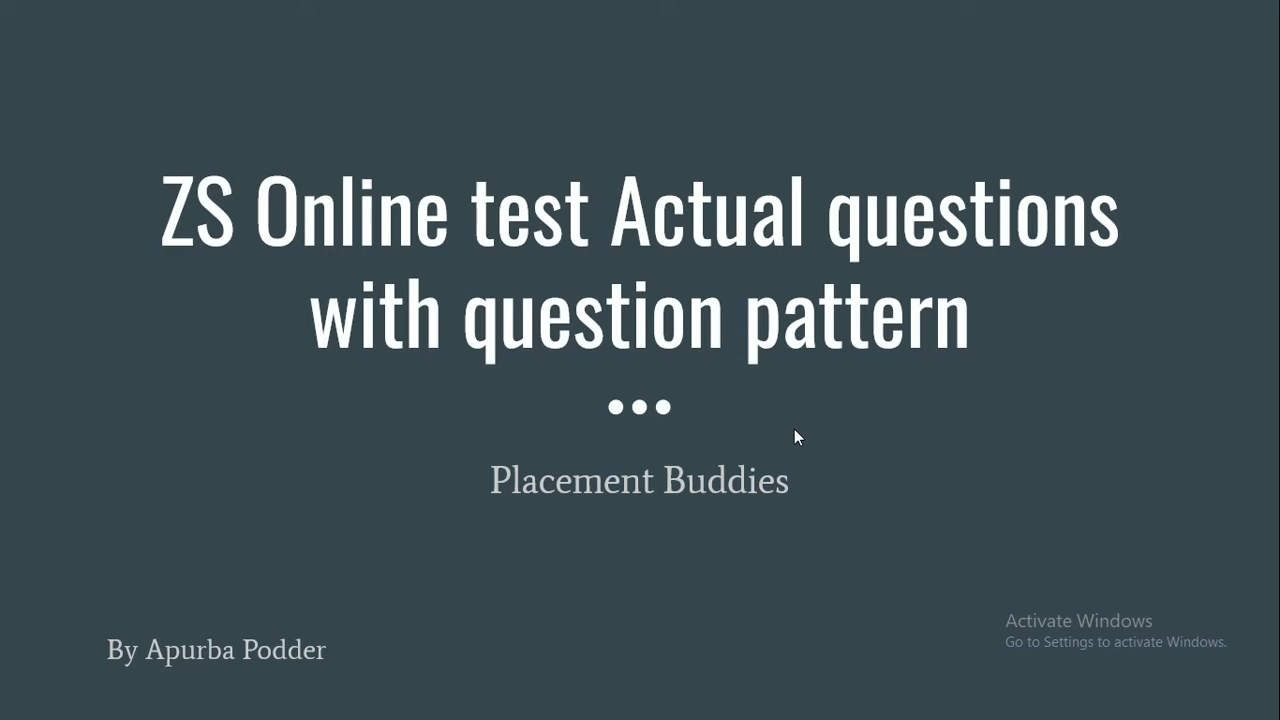 ZS Online test Actual questions
with question pattern
Placement Buddies
By Apurba Podder
Activate Windows
Go to Settings to activate Windows.